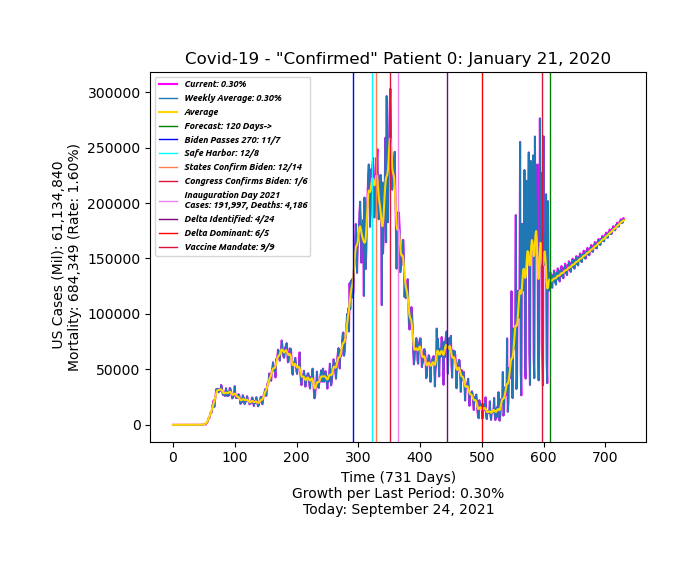 Covid-19 - "Confirmed" Patient 0: January 21, 2020
Current: 0.30%
Weekly Average: 0.30%
Average
Forecast: 120 Days->
Biden Passes 270: 11/7
Safe Harbor: 12/8
States Confirm Biden: 12/14
Congress Confirms Biden: 1/6
Inauguration Day 2021
Cases: 191,997, Deaths: 4,186
Delta Identified: 4/24
Delta Dominant: 6/5
Vaccine Mandate: 9/9
US Cases (Mil): 61,134,840
Mortality: 684,349 (Rate: 1.60%)
300000
250000
200000
150000
100000
50000
0
0 100 200 300 400 500 600 700
Time (731 Days)
Growth per Last Period: 0.30%
Today: September 24, 2021